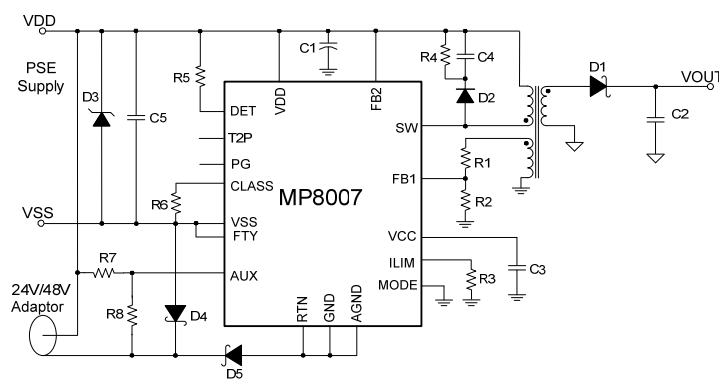 VDD
PSE
Supply
D3
C5
R5
C1
R4
C4
D2
D1
VOUT
C2
DET
T2P
PG
CLASS
VDD
FB2
SW
FB1
R1
R2
R6
MP8007
VSS
VSS
FTY
VCC
ILIM
MODE
R3
C3
R7
AUX
24V/48V
Adaptor
R8
D4
D5
RTN
GND
AGND